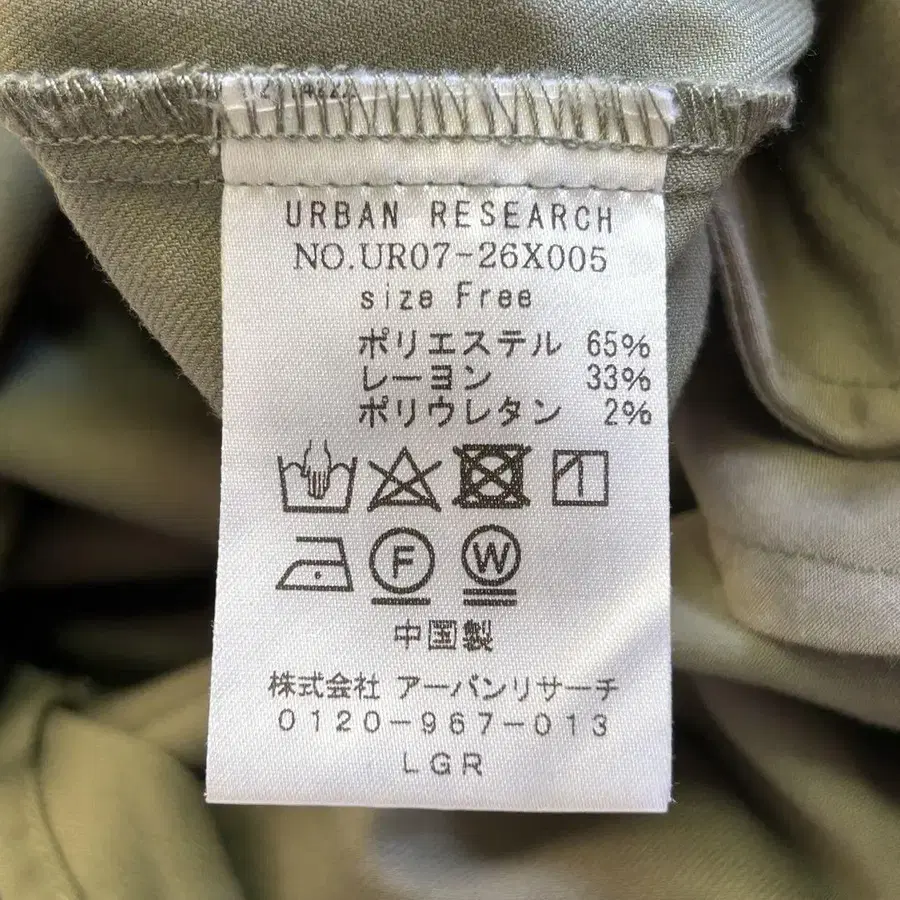 URBAN RESEARCH
NO.UR07-26X005
size Free
ポリエステル 65%
レーヨン 33%
ポリウレタン 2%
F W
中国製
株式会社 アーバンリサーチ
0120-967-013
LGR